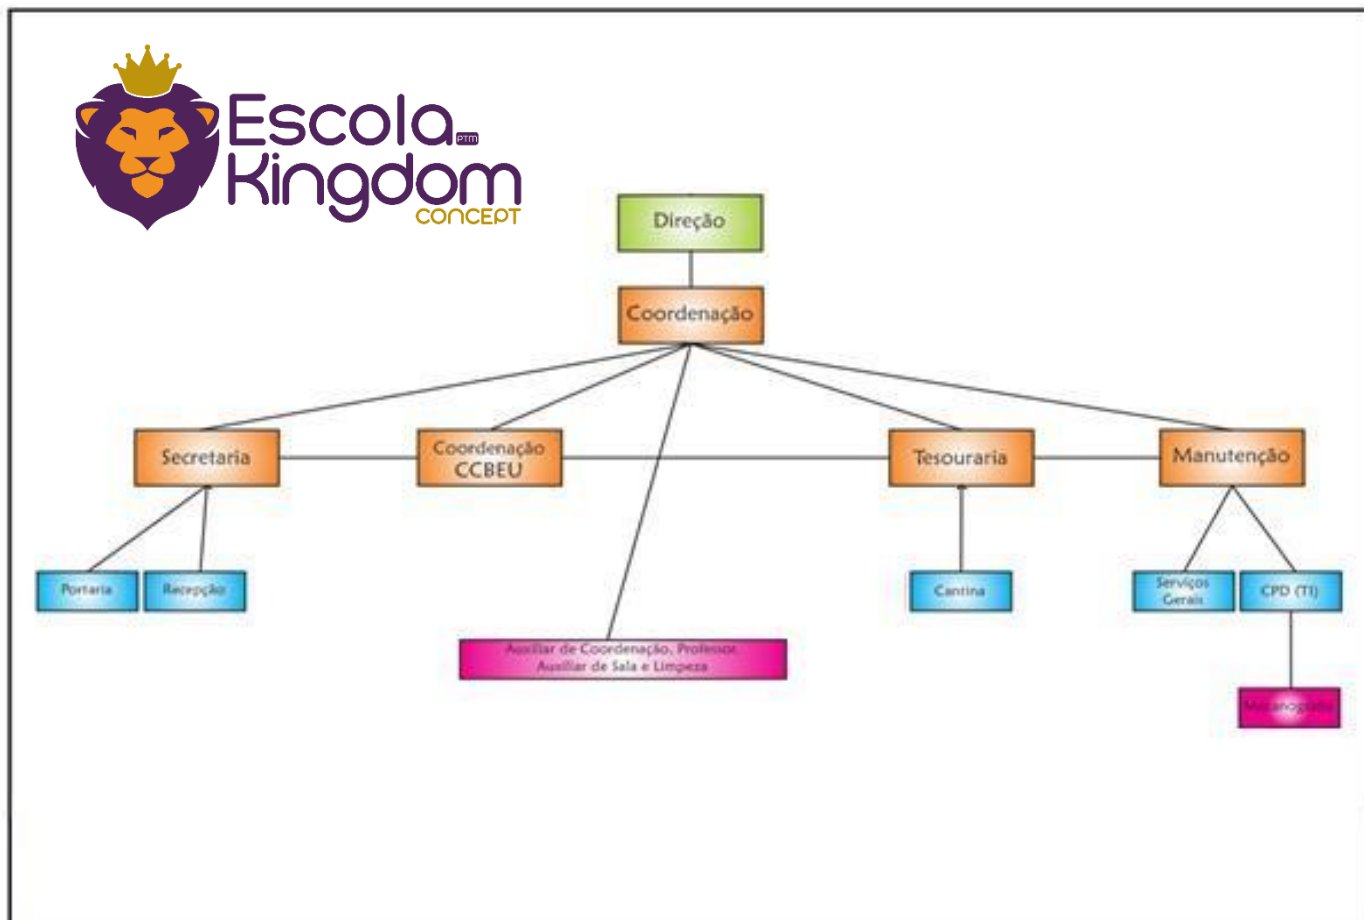 Escola
PTM
Kingdom
CONCEPT
Direção
Coordenação
Secretaria
Coordenação
CCBEU
Tesouraria
Manutenção
Portaria
Recepção
Cantina
Serviços
Gerais
CPD (TI)
Auxiliar de Coordenação, Professor,
Auxiliar de Sala e Limpeza
Mecanografia